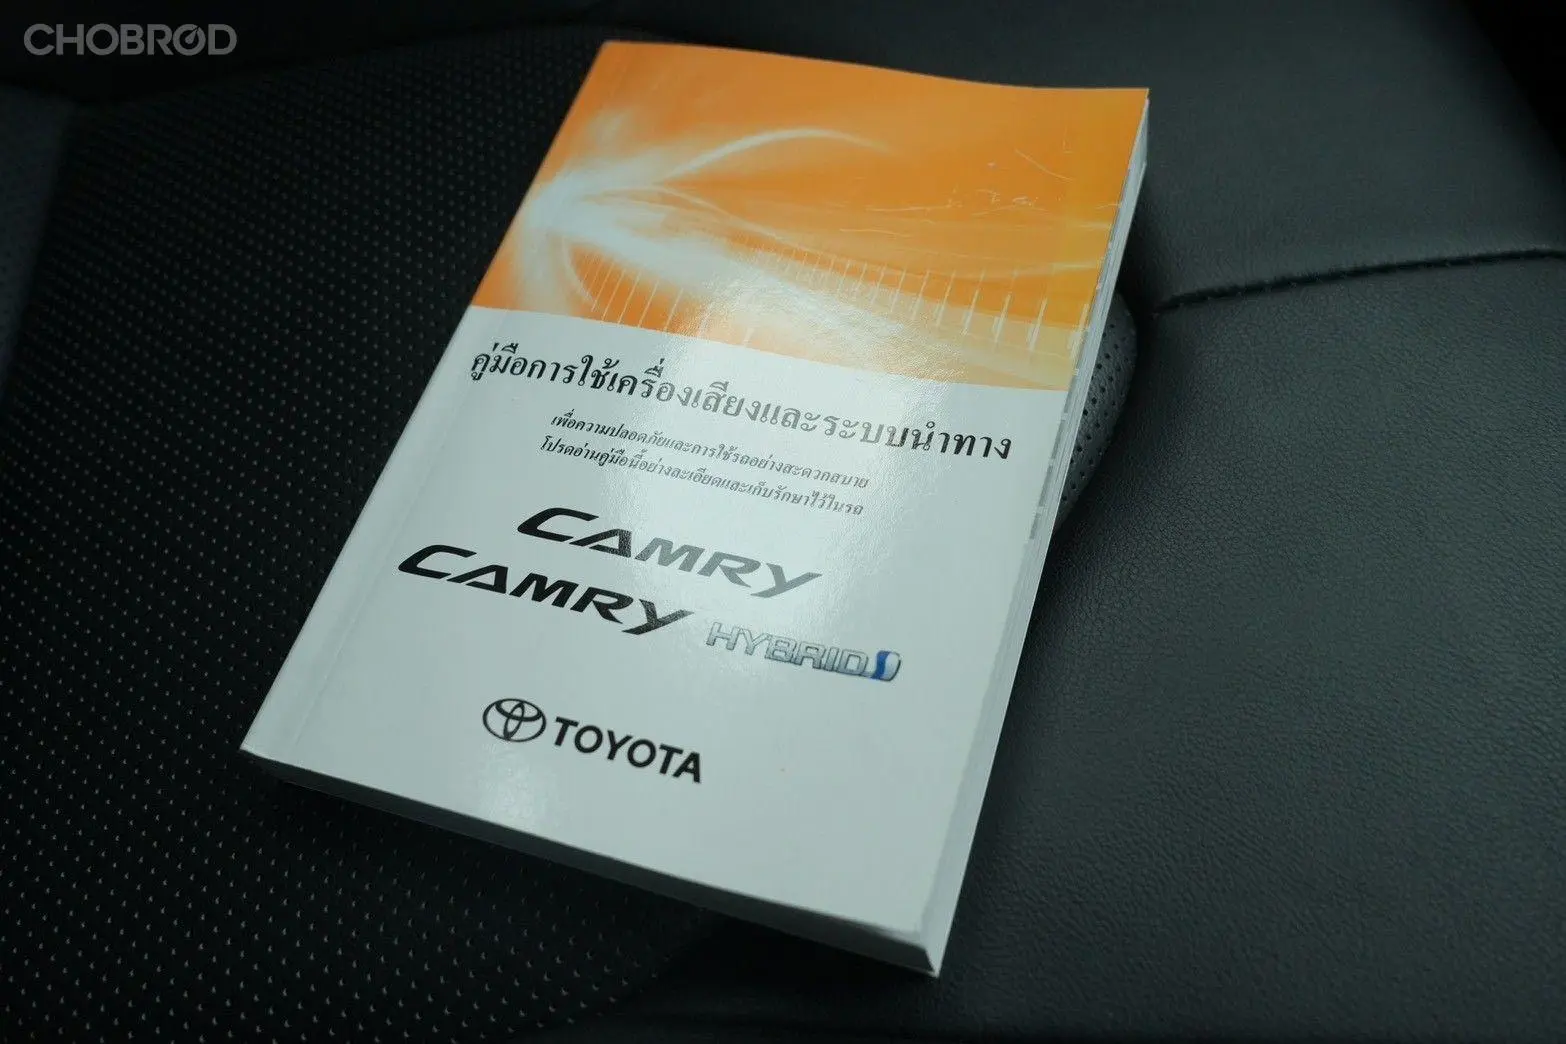 CHOBROD
คู่มือการใช้เครื่องเสียงและระบบนำทาง
เพื่อความปลอดภัยและการใช้รถอย่างสะดวกสบาย
โปรดอ่านคู่มือนี้อย่างละเอียดและเก็บรักษาไว้ในรถ
CAMRY
CAMRY HYBRID
TOYOTA